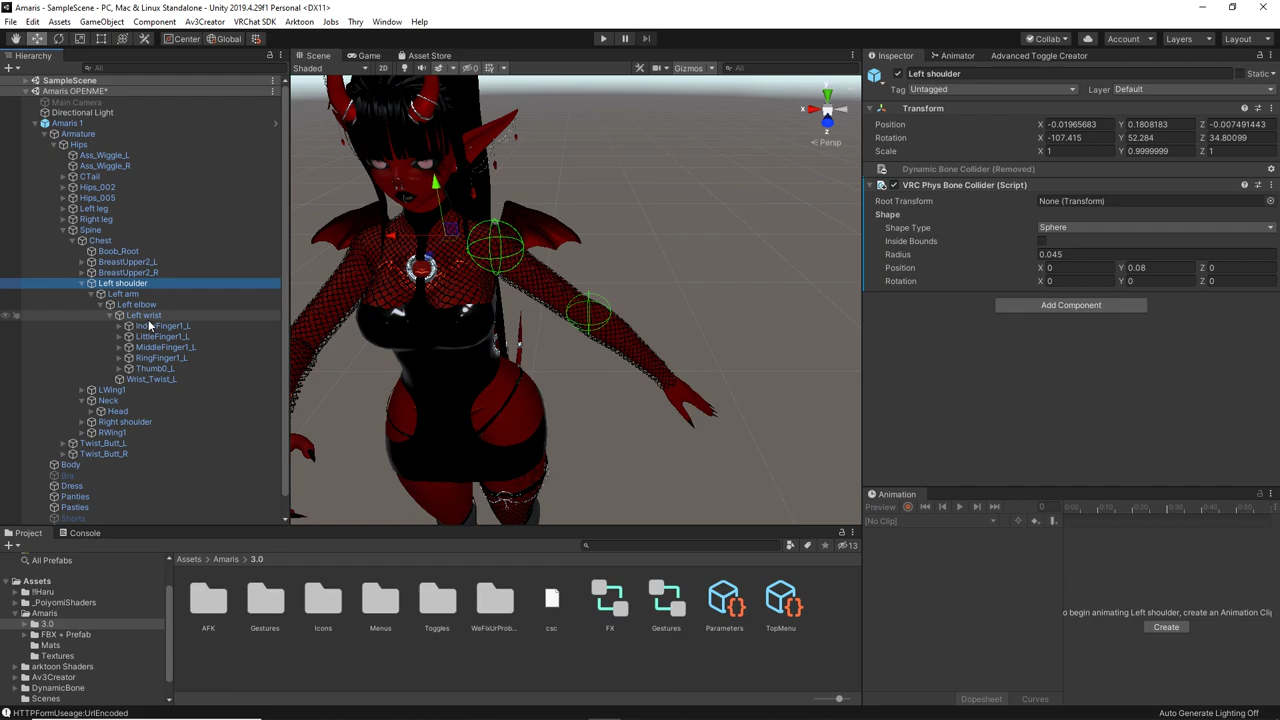 Amaris - SampleScene - PC, Mac & Linux Standalone - Unity 2019.4.29f1 Personal <DX11>
File Edit Assets GameObject Component Av3Creator VRChat SDK Arktoon Jobs Thry Window Help
Center Global Collab Account Layers Layout
Hierarchy
All
SampleScene
Amaris OPENME*
Main Camera
Directional Light
Amaris 1
Armature
Hips
Ass_Wiggle_L
Ass_Wiggle_R
CTail
Hips_002
Hips_005
Left leg
Right leg
Spine
Chest
Boob_Root
BreastUpper2_L
BreastUpper2_R
Left shoulder
Left arm
Left elbow
Left wrist
IndexFinger1_L
LittleFinger1_L
MiddleFinger1_L
RingFinger1_L
Thumb0_L
Wrist_Twist_L
LWing1
Neck
Head
Right shoulder
RWing1
Twist_Butt_L
Twist_Butt_R
Body
Bra
Dress
Panties
Pasties
Shorts
Scene Game Asset Store
Shaded 2D 0 Gizmos All
y
x
z
Persp
Inspector Animator Advanced Toggle Creator
Left shoulder Static
Tag Untagged Layer Default
Transform
Position X -0.01965683 Y 0.1808183 Z -0.007491443
Rotation X -107.415 Y 52.284 Z 34.80099
Scale X 1 Y 0.9999999 Z 1
Dynamic Bone Collider (Removed)
VRC Phys Bone Collider (Script)
Root Transform None (Transform)
Shape
Shape Type Sphere
Inside Bounds
Radius 0.045
Position X 0 Y 0.08 Z 0
Rotation X 0 Y 0 Z 0
Add Component
Animation
Preview 0 0:00
[No Clip]
o begin animating Left shoulder, create an Animation Clip
Create
Dopesheet Curves
Project Console
13
All Prefabs
Assets
!!Haru
_PoiyomiShaders
Amaris
3.0
FBX + Prefab
Mats
Textures
arktoon Shaders
Av3Creator
DynamicBone
Scenes
Assets Amaris 3.0
AFK Gestures Icons Menus Toggles WeFixUrProb... csc FX Gestures Parameters TopMenu
HTTPFormUseage:UrlEncoded
Auto Generate Lighting Off